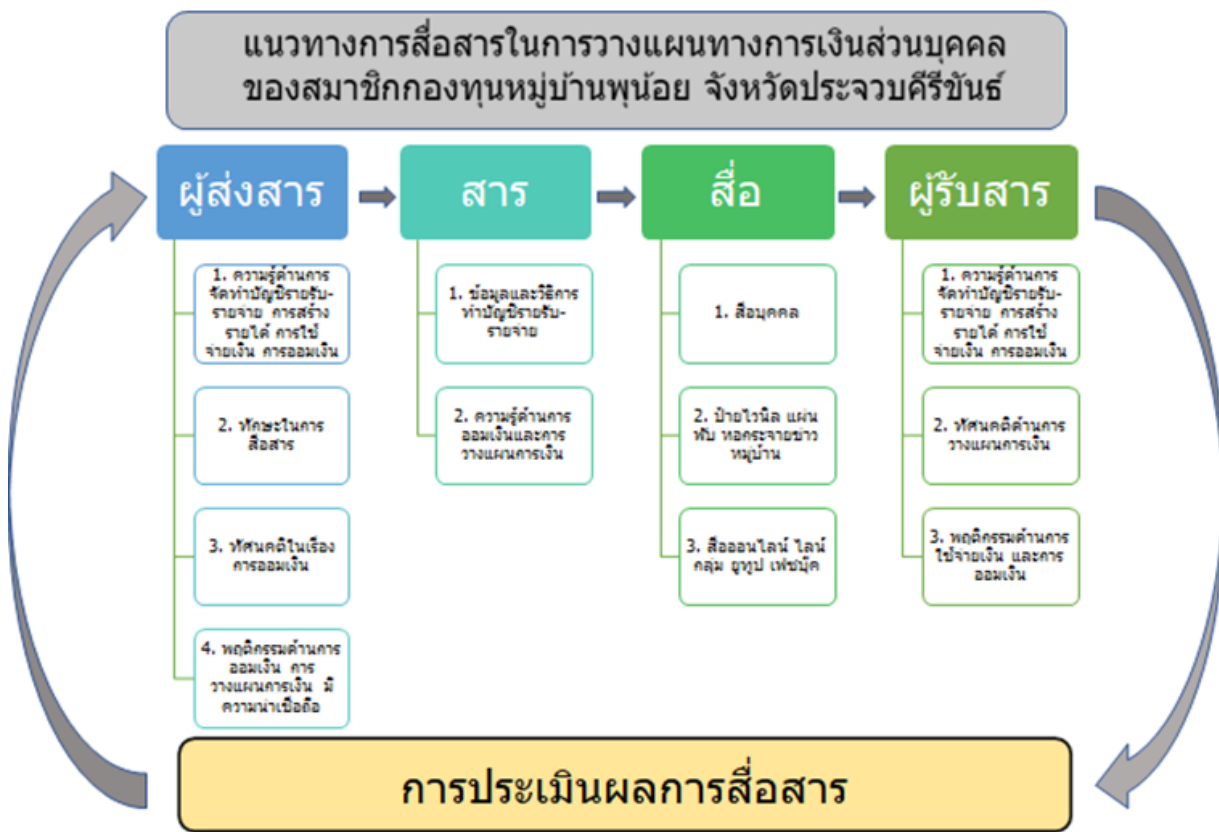 แนวทางการสื่อสารในการวางแผนทางการเงินส่วนบุคคล
ของสมาชิกกองทุนหมู่บ้านพุน้อย จังหวัดประจวบคีรีขันธ์
ผู้ส่งสาร
1. ความรู้ด้านการ
จัดทำบัญชีรายรับ-
รายจ่าย การสร้าง
รายได้ การใช้
จ่ายเงิน การออมเงิน
2. ทักษะในการ
สื่อสาร
3. ทัศนคติในเรื่อง
การออมเงิน
4. พฤติกรรมด้านการ
ออมเงิน การ
วางแผนการเงิน มี
ความน่าเชื่อถือ
สาร
1. ข้อมูลและวิธีการ
ทำบัญชีรายรับ-
รายจ่าย
2. ความรู้ด้านการ
ออมเงินและการ
วางแผนการเงิน
สื่อ
1. สื่อบุคคล
2. ป้ายไวนิล แผ่น
พับ หอกระจายข่าว
หมู่บ้าน
3. สื่อออนไลน์ ไลน์
กลุ่ม ยูทูป เฟซบุ๊ค
ผู้รับสาร
1. ความรู้ด้านการ
จัดทำบัญชีรายรับ-
รายจ่าย การสร้าง
รายได้ การใช้
จ่ายเงิน การออมเงิน
2. ทัศนคติด้านการ
วางแผนการเงิน
3. พฤติกรรมด้านการ
ใช้จ่ายเงิน และการ
ออมเงิน
การประเมินผลการสื่อสาร